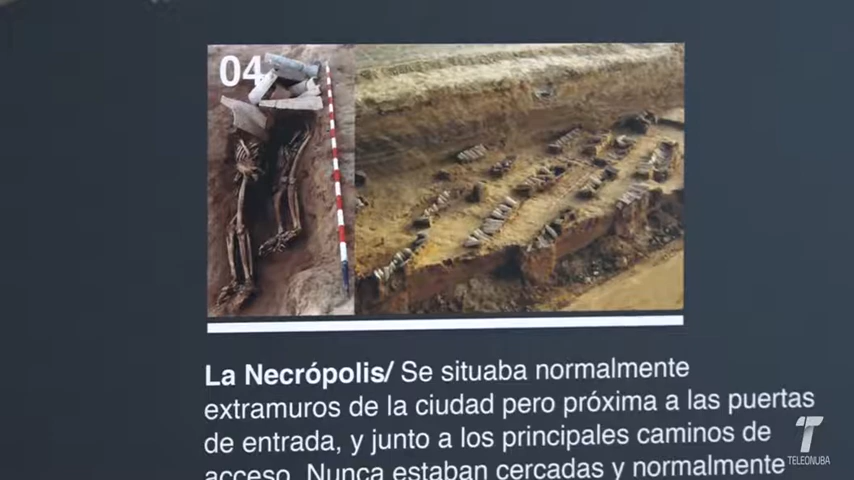 04
La Necrópolis/ Se situaba normalmente
extramuros de la ciudad pero próxima a las puertas
de entrada, y junto a los principales caminos de
acceso. Nunca estaban cercadas y normalmente
TELEONUBA